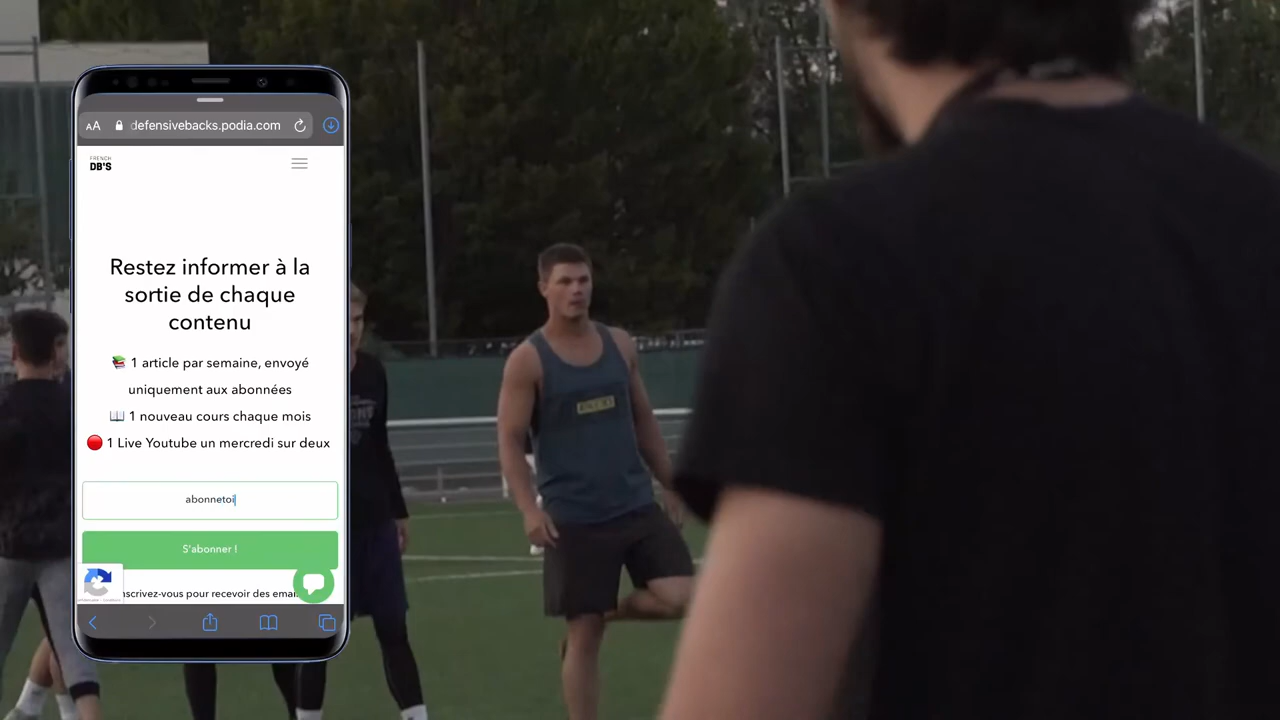 AA defensivebacks.podia.com
FRENCH
DB'S
Restez informer à la
sortie de chaque
contenu
1 article par semaine, envoyé
uniquement aux abonnées
1 nouveau cours chaque mois
1 Live Youtube un mercredi sur deux
abonnetoi
S'abonner !
nscrivez-vous pour recevoir des email